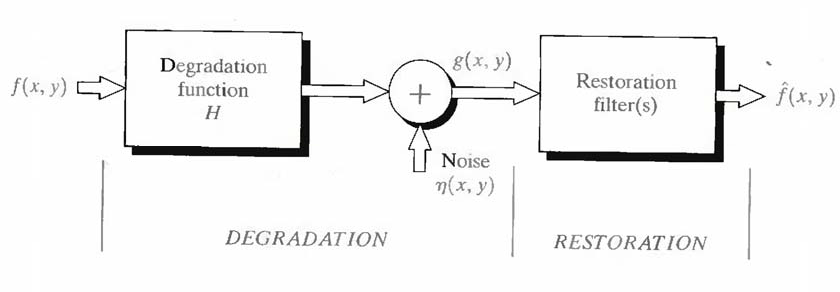 f(x, y)
Degradation
function
H
+
g(x, y)
Noise
η(x, y)
Restoration
filter(s)
f̂(x, y)
DEGRADATION
RESTORATION